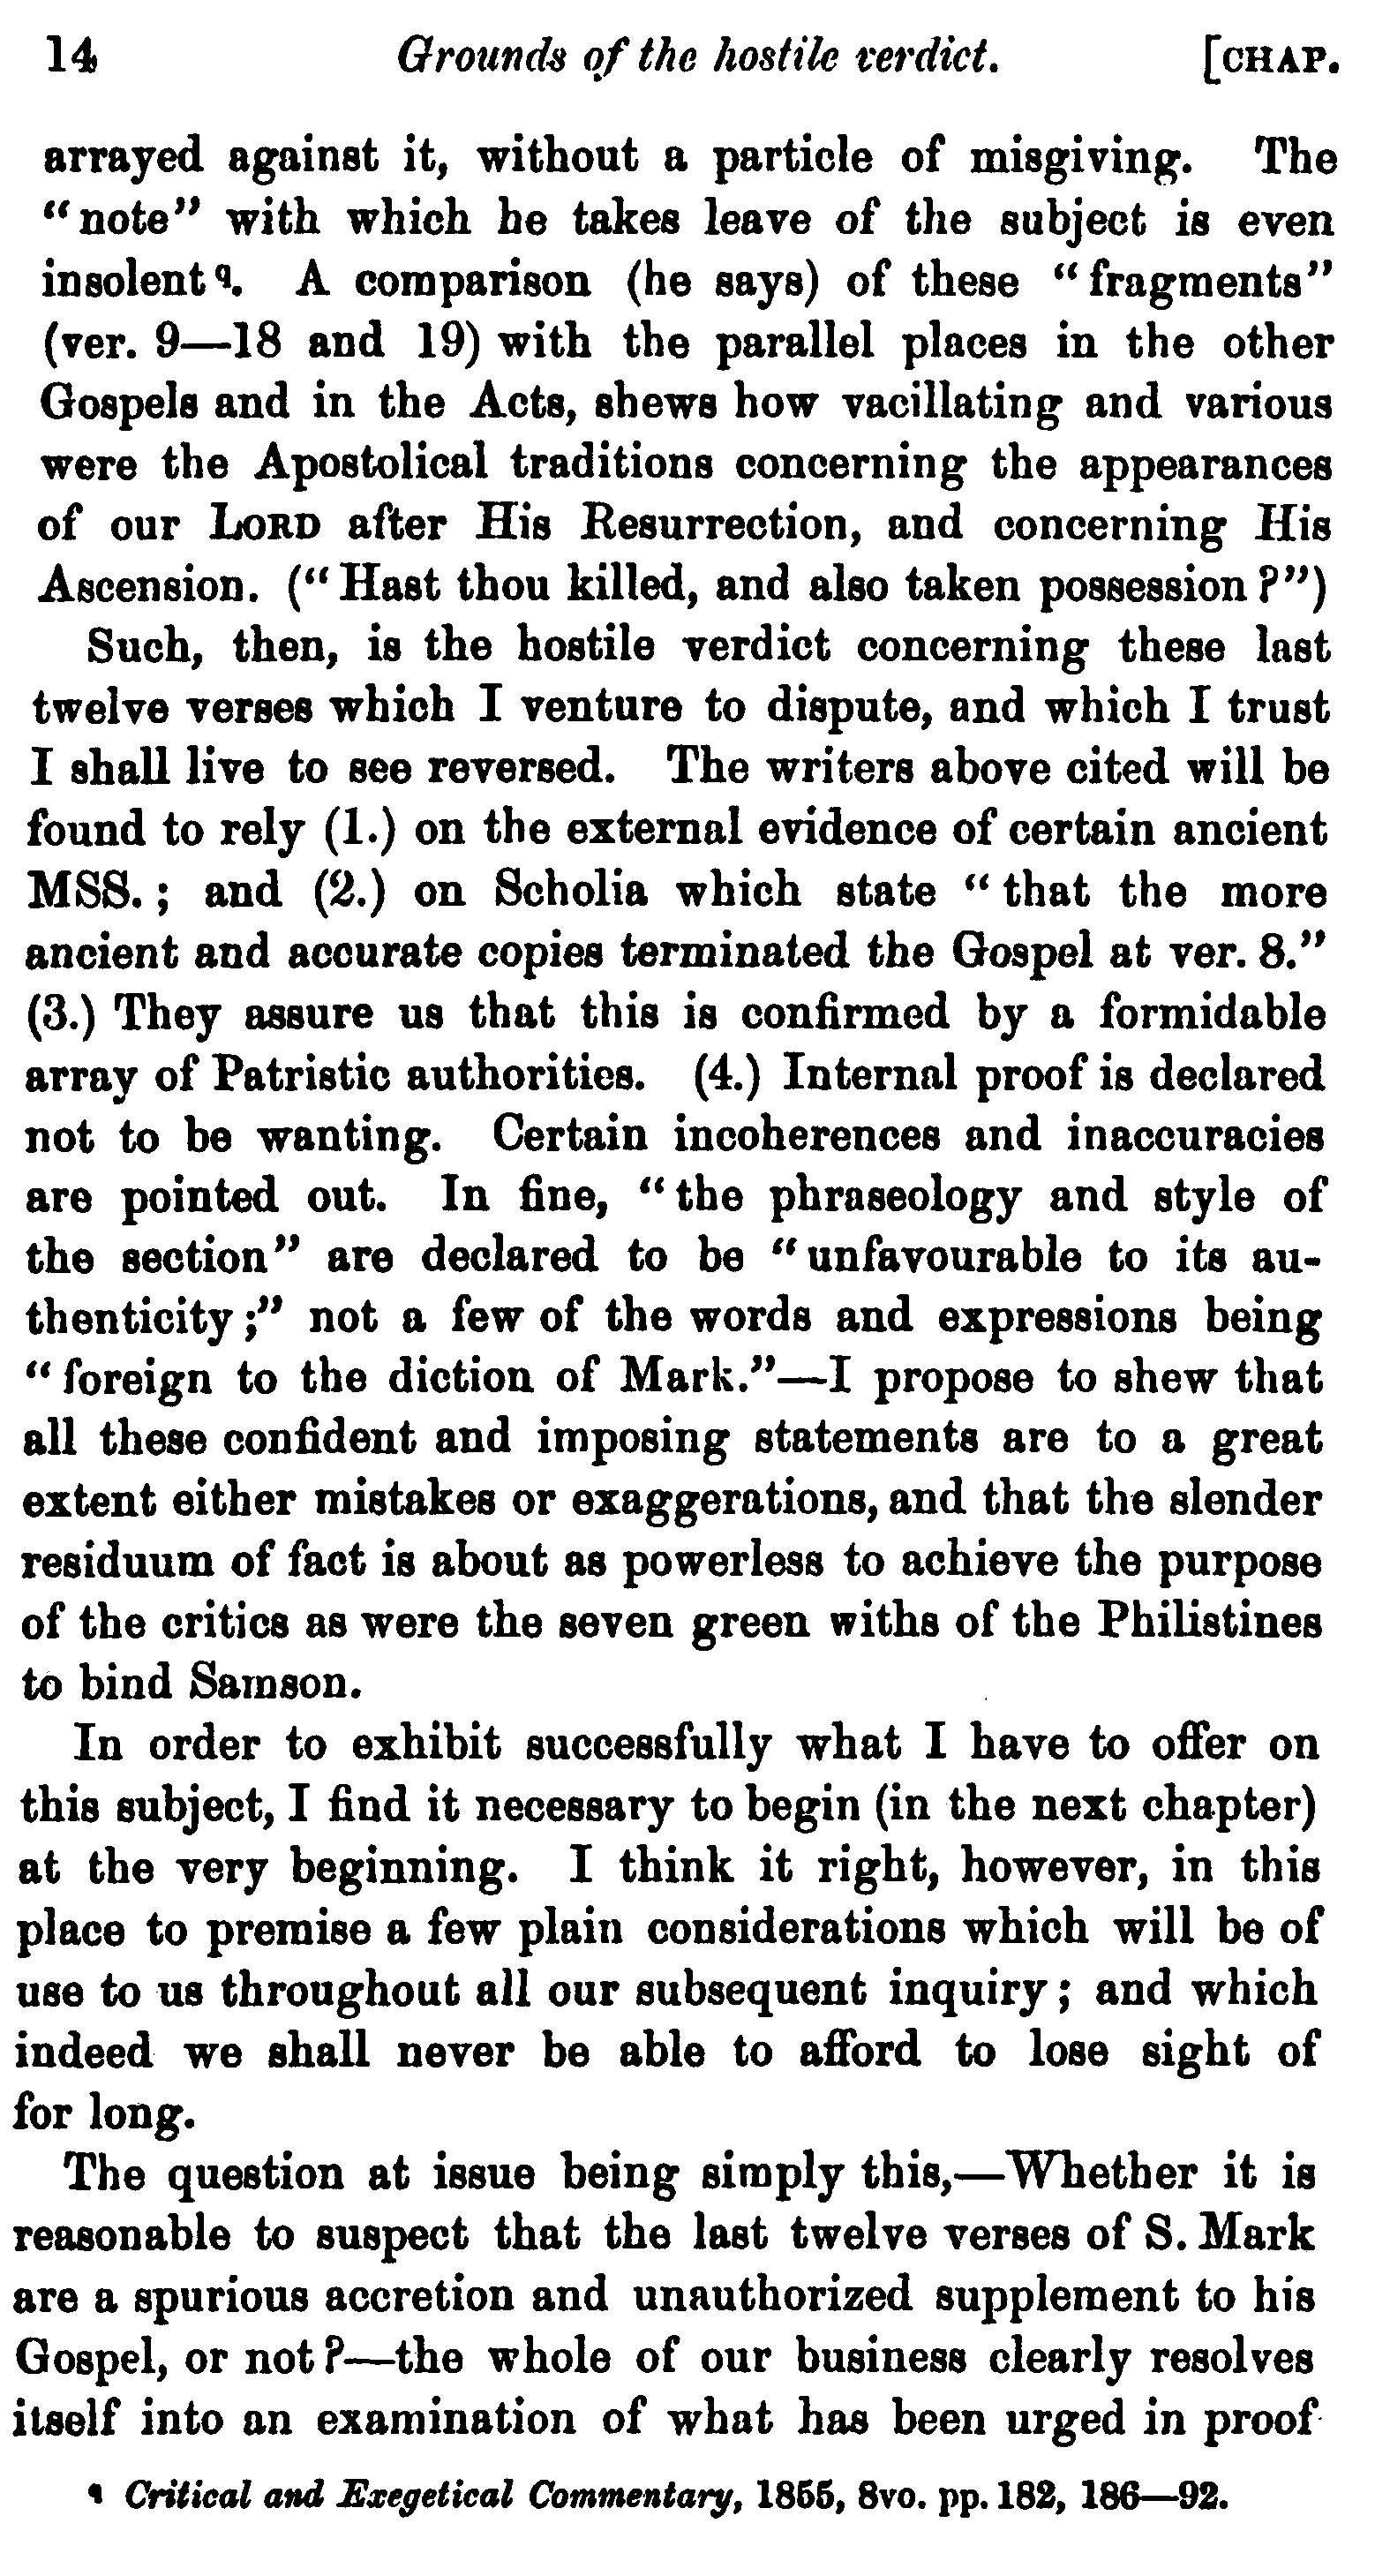 14 Grounds of the hostile verdict. [CHAP.
arrayed against it, without a particle of misgiving. The
“note” with which he takes leave of the subject is even
insolent q. A comparison (he says) of these “fragments”
(ver. 9—18 and 19) with the parallel places in the other
Gospels and in the Acts, shews how vacillating and various
were the Apostolical traditions concerning the appearances
of our LORD after His Resurrection, and concerning His
Ascension. (“Hast thou killed, and also taken possession?”)
Such, then, is the hostile verdict concerning these last
twelve verses which I venture to dispute, and which I trust
I shall live to see reversed. The writers above cited will be
found to rely (1.) on the external evidence of certain ancient
MSS.; and (2.) on Scholia which state “that the more
ancient and accurate copies terminated the Gospel at ver. 8.”
(3.) They assure us that this is confirmed by a formidable
array of Patristic authorities. (4.) Internal proof is declared
not to be wanting. Certain incoherences and inaccuracies
are pointed out. In fine, “the phraseology and style of
the section” are declared to be “unfavourable to its au-
thenticity;” not a few of the words and expressions being
“foreign to the diction of Mark.”—I propose to shew that
all these confident and imposing statements are to a great
extent either mistakes or exaggerations, and that the slender
residuum of fact is about as powerless to achieve the purpose
of the critics as were the seven green withs of the Philistines
to bind Samson.
In order to exhibit successfully what I have to offer on
this subject, I find it necessary to begin (in the next chapter)
at the very beginning. I think it right, however, in this
place to premise a few plain considerations which will be of
use to us throughout all our subsequent inquiry; and which
indeed we shall never be able to afford to lose sight of
for long.
The question at issue being simply this,—Whether it is
reasonable to suspect that the last twelve verses of S. Mark
are a spurious accretion and unauthorized supplement to his
Gospel, or not?—the whole of our business clearly resolves
itself into an examination of what has been urged in proof
q Critical and Exegetical Commentary, 1855, 8vo. pp. 182, 186—92.